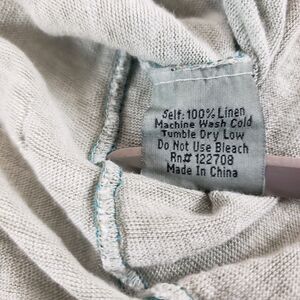 Self: 100% Linen
Machine Wash Cold
Tumble Dry Low
Do Not Use Bleach
Rn# 122708
Made In China